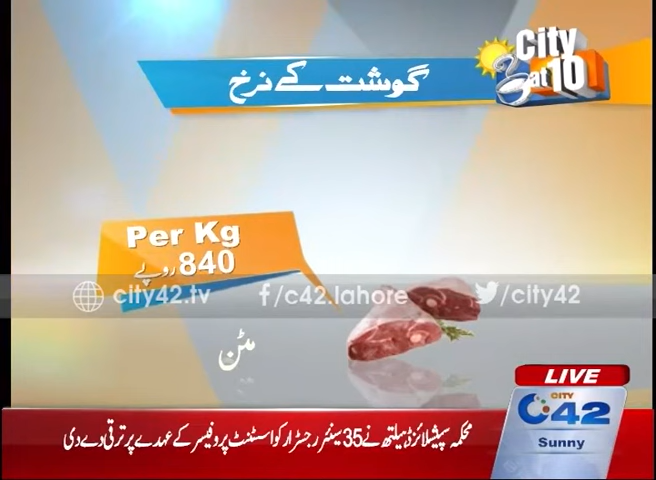 City
at 10
گوشت کے نرخ
Per Kg
840 روپے
city42.tv f/c42.lahore /city42
مٹن
LIVE
CITY
42
Sunny
محکمہ سپیشلائزڈ ہیلتھ نے 35 سینئر رجسٹرار کو اسسٹنٹ پروفیسر کے عہدے پر ترقی دے دی